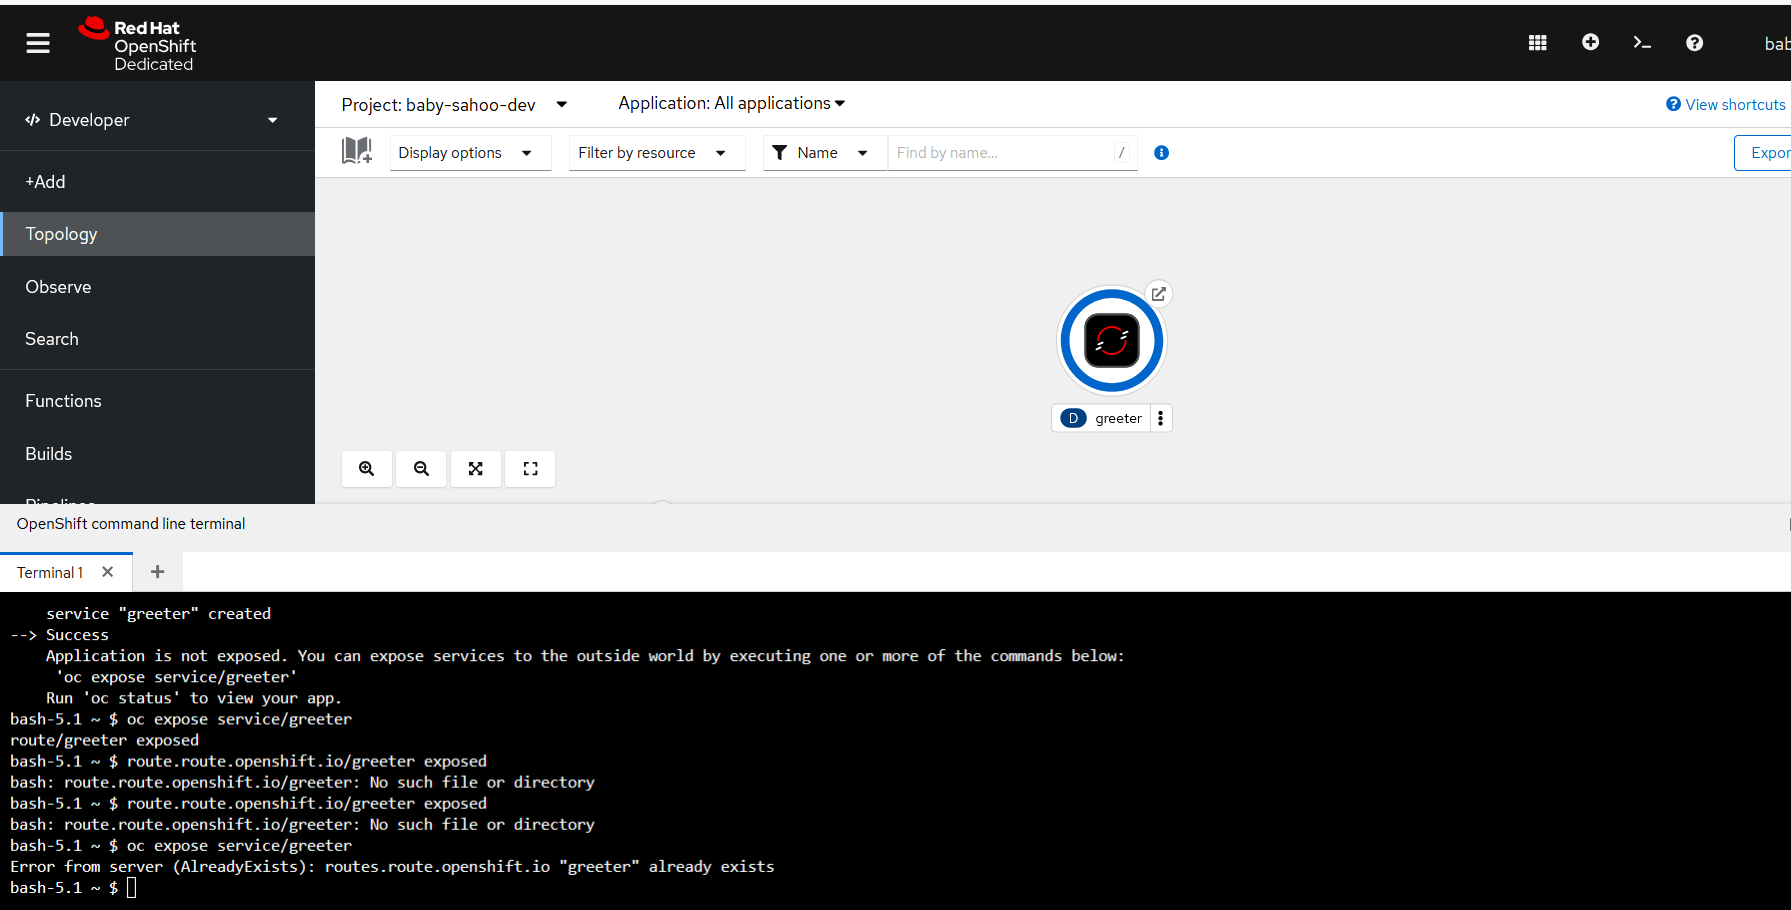 Red Hat
OpenShift
Dedicated
Developer
+Add
Topology
Observe
Search
Functions
Builds
Pipelines
Project: baby-sahoo-dev
Application: All applications
View shortcuts
Display options
Filter by resource
Name
Find by name...
/
D greeter
OpenShift command line terminal
Terminal 1
service "greeter" created
--> Success
Application is not exposed. You can expose services to the outside world by executing one or more of the commands below:
'oc expose service/greeter'
Run 'oc status' to view your app.
bash-5.1 ~ $ oc expose service/greeter
route/greeter exposed
bash-5.1 ~ $ route.route.openshift.io/greeter exposed
bash: route.route.openshift.io/greeter: No such file or directory
bash-5.1 ~ $ route.route.openshift.io/greeter exposed
bash: route.route.openshift.io/greeter: No such file or directory
bash-5.1 ~ $ oc expose service/greeter
Error from server (AlreadyExists): routes.route.openshift.io "greeter" already exists
bash-5.1 ~ $